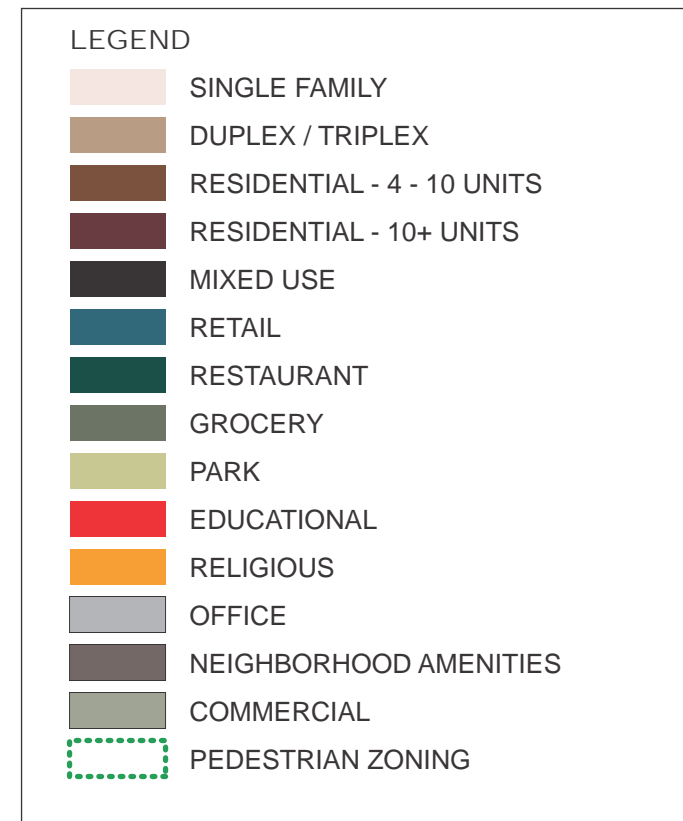 LEGEND
SINGLE FAMILY
DUPLEX / TRIPLEX
RESIDENTIAL - 4 - 10 UNITS
RESIDENTIAL - 10+ UNITS
MIXED USE
RETAIL
RESTAURANT
GROCERY
PARK
EDUCATIONAL
RELIGIOUS
OFFICE
NEIGHBORHOOD AMENITIES
COMMERCIAL
PEDESTRIAN ZONING